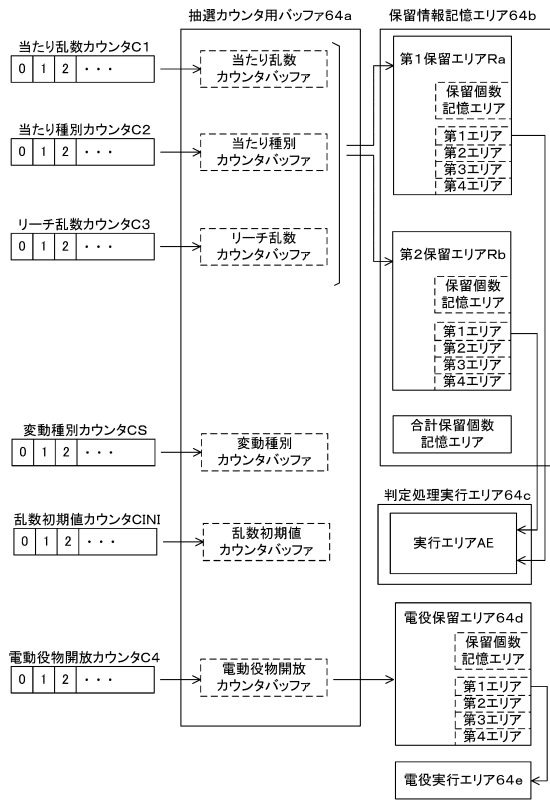 抽選カウンタ用バッファ64a
保留情報記憶エリア64b
当たり乱数カウンタC1
0 1 2 ・・・
当たり乱数
カウンタバッファ
当たり種別カウンタC2
0 1 2 ・・・
当たり種別
カウンタバッファ
リーチ乱数カウンタC3
0 1 2 ・・・
リーチ乱数
カウンタバッファ
第1保留エリアRa
保留個数
記憶エリア
第1エリア
第2エリア
第3エリア
第4エリア
第2保留エリアRb
保留個数
記憶エリア
第1エリア
第2エリア
第3エリア
第4エリア
合計保留個数
記憶エリア
変動種別カウンタCS
0 1 2 ・・・
変動種別
カウンタバッファ
乱数初期値カウンタCINI
0 1 2 ・・・
乱数初期値
カウンタバッファ
判定処理実行エリア64c
実行エリアAE
電動役物開放カウンタC4
0 1 2 ・・・
電動役物開放
カウンタバッファ
電役保留エリア64d
保留個数
記憶エリア
第1エリア
第2エリア
第3エリア
第4エリア
電役実行エリア64e